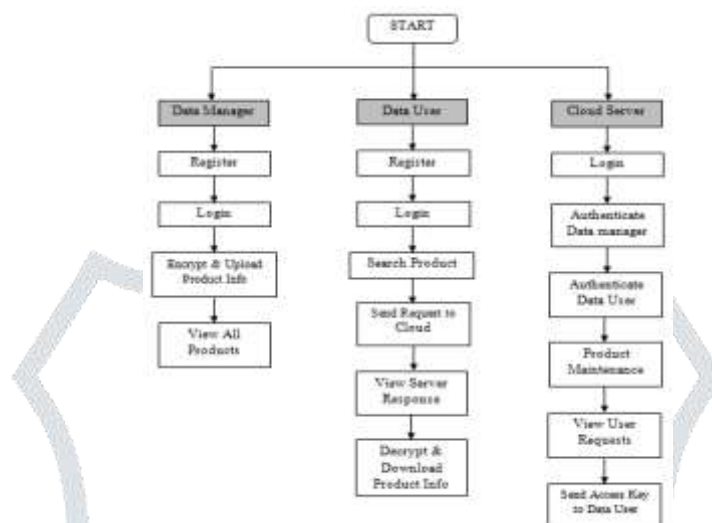 START
Data Manager
Register
Login
Encrypt & Upload
Product Info
View All
Products
Data User
Register
Login
Search Product
Send Request to
Cloud
View Server
Response
Decrypt &
Download
Product Info
Cloud Server
Login
Authenticate
Data manager
Authenticate
Data User
Product
Maintenance
View User
Requests
Send Access Key
to Data User